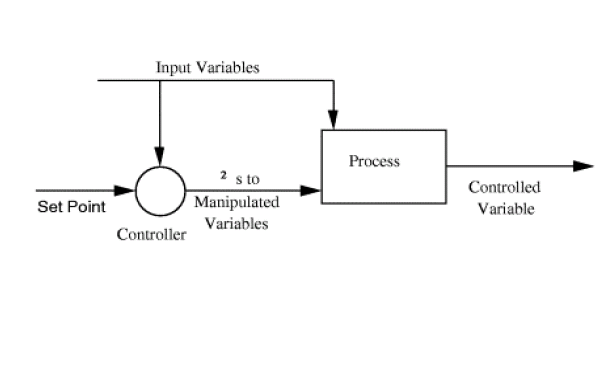 Input Variables
Process
² s to
Manipulated
Variables
Set Point
Controller
Controlled
Variable